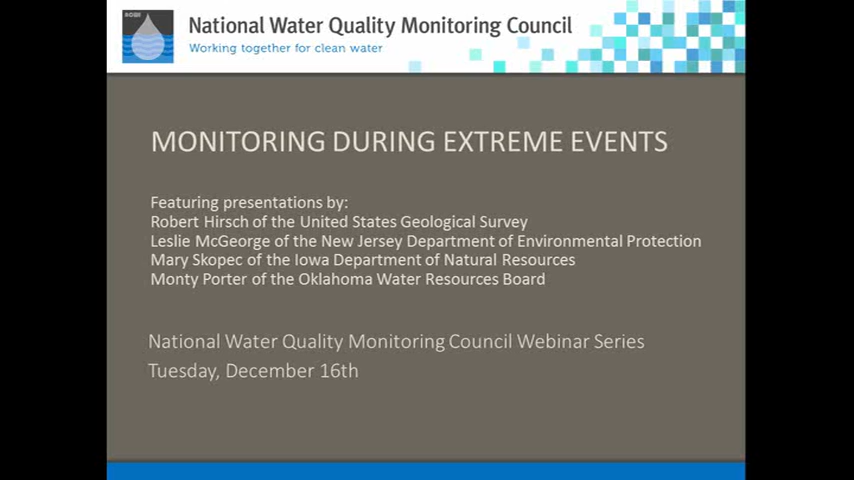 National Water Quality Monitoring Council
Working together for clean water
MONITORING DURING EXTREME EVENTS
Featuring presentations by:
Robert Hirsch of the United States Geological Survey
Leslie McGeorge of the New Jersey Department of Environmental Protection
Mary Skopec of the Iowa Department of Natural Resources
Monty Porter of the Oklahoma Water Resources Board
National Water Quality Monitoring Council Webinar Series
Tuesday, December 16th